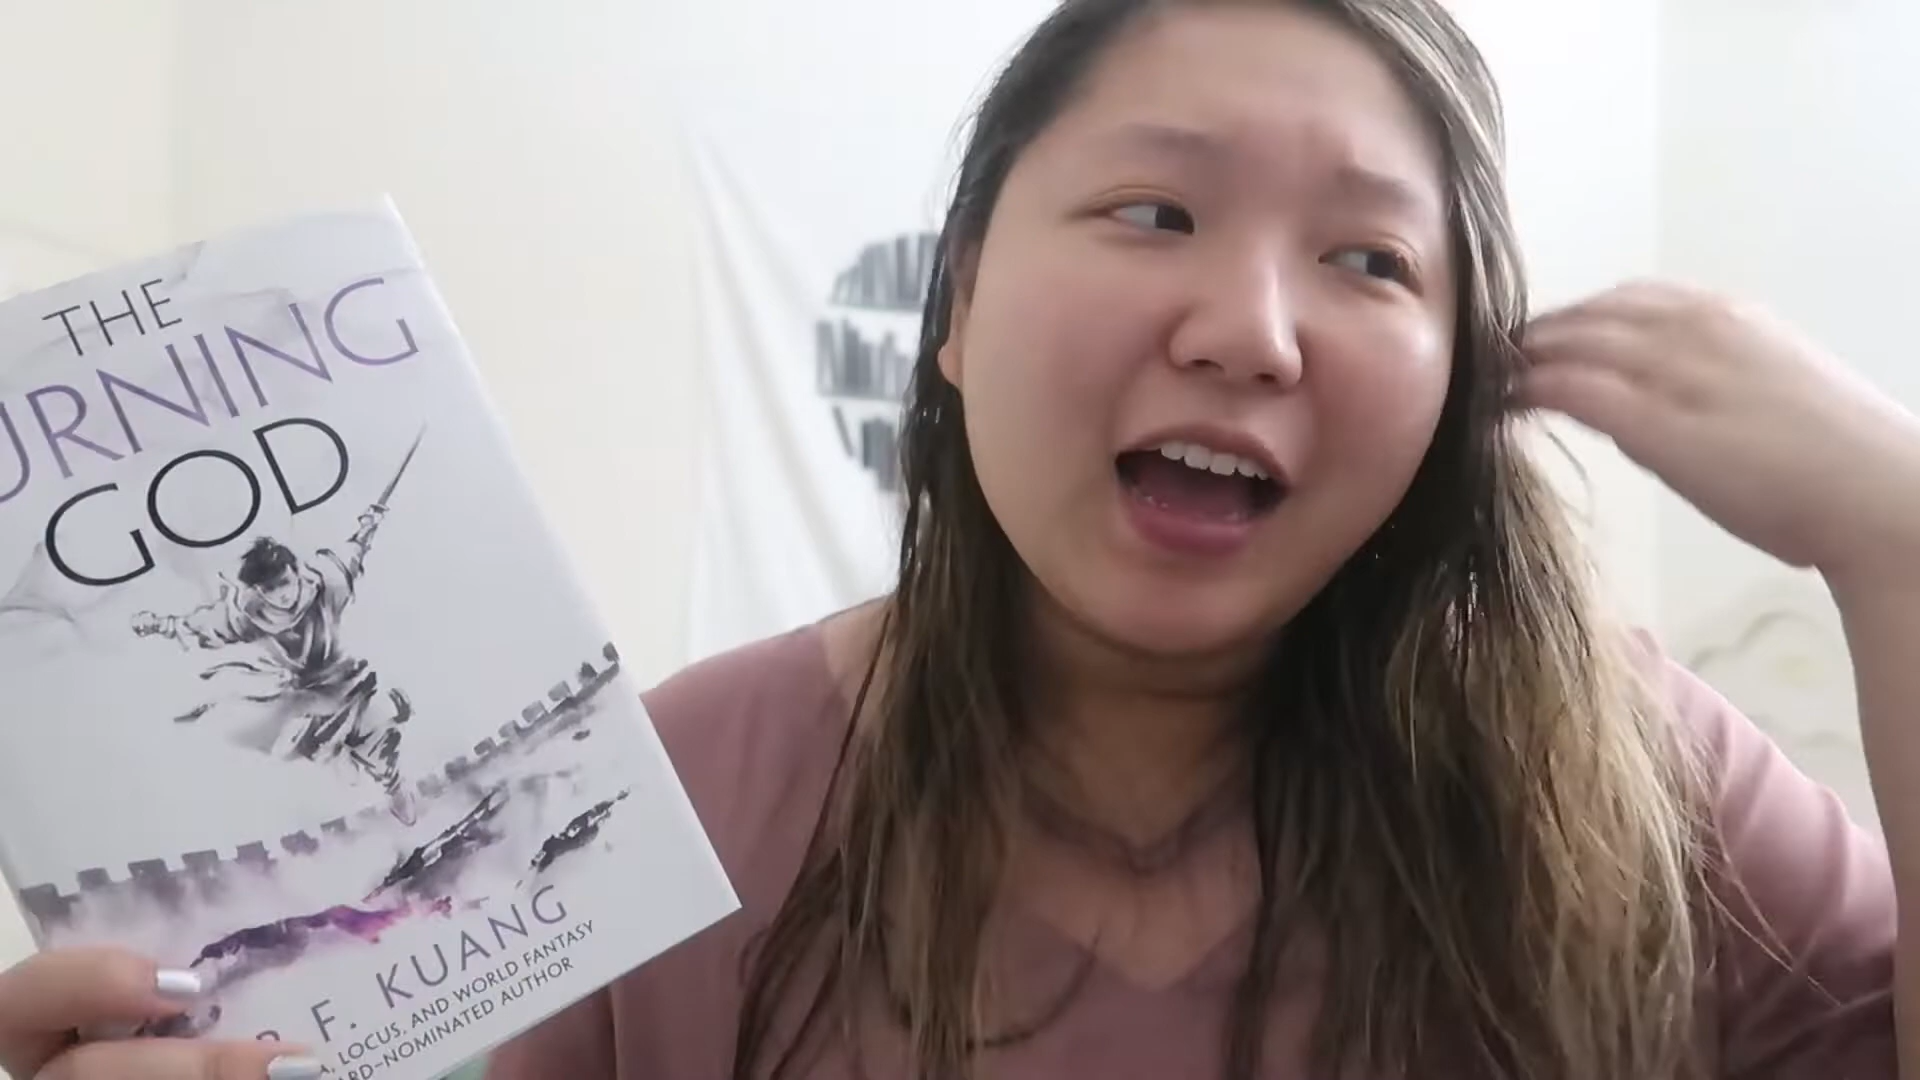 THE
URNING
GOD
R. F. KUANG
A, LOCUS, AND WORLD FANTASY
ARD-NOMINATED AUTHOR